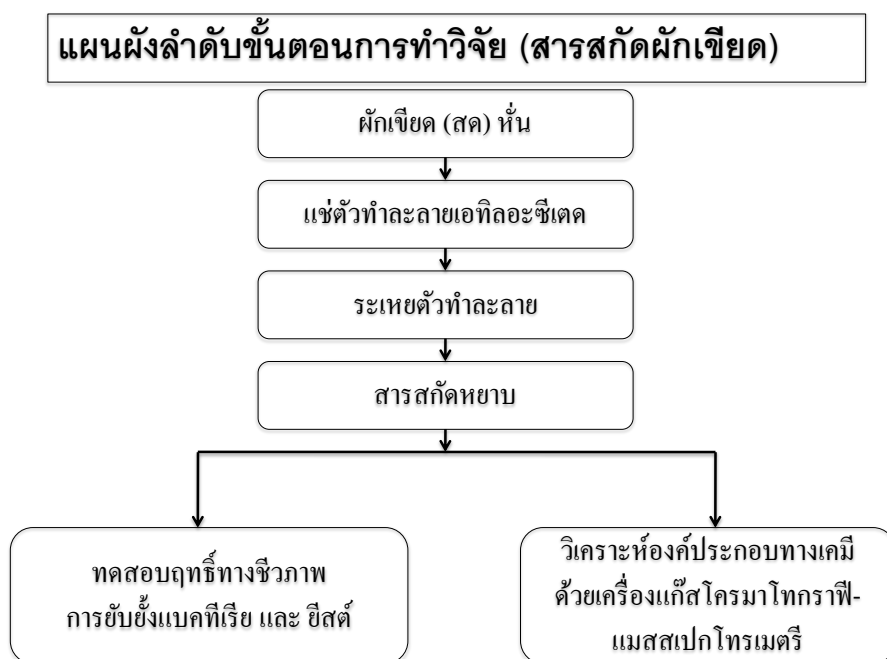 แผนผังลำดับขั้นตอนการทำวิจัย (สารสกัดผักเขียด)
ผักเขียด (สด) หั่น
แช่ตัวทำละลายเอทิลอะซีเตด
ระเหยตัวทำละลาย
สารสกัดหยาบ
ทดสอบฤทธิ์ทางชีวภาพ
การยับยั้งแบคทีเรีย และ ยีสต์
วิเคราะห์องค์ประกอบทางเคมี
ด้วยเครื่องแก๊สโครมาโทกราฟี-
แมสสเปกโทรเมตรี